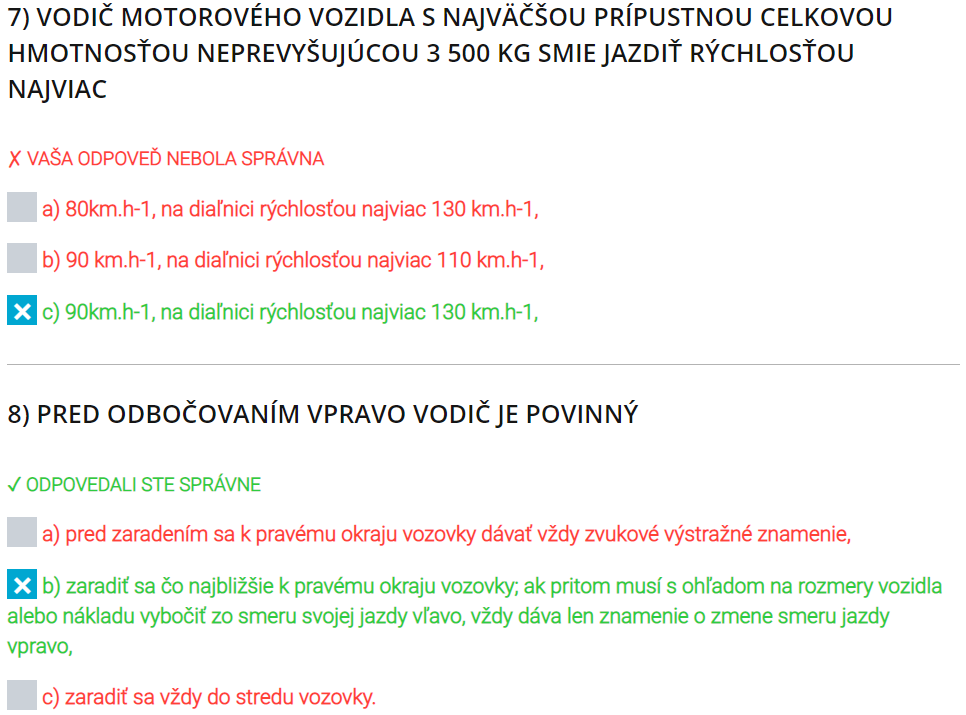 7) VODIČ MOTOROVÉHO VOZIDLA S NAJVÄČŠOU PRÍPUSTNOU CELKOVOU
HMOTNOSŤOU NEPREVYŠUJÚCOU 3 500 KG SMIE JAZDIŤ RÝCHLOSŤOU
NAJVIAC
✗ VAŠA ODPOVEĎ NEBOLA SPRÁVNA
a) 80km.h-1, na diaľnici rýchlosťou najviac 130 km.h-1,
b) 90 km.h-1, na diaľnici rýchlosťou najviac 110 km.h-1,
c) 90km.h-1, na diaľnici rýchlosťou najviac 130 km.h-1,
8) PRED ODBOČOVANÍM VPRAVO VODIČ JE POVINNÝ
✓ ODPOVEDALI STE SPRÁVNE
a) pred zaradením sa k pravému okraju vozovky dávať vždy zvukové výstražné znamenie,
b) zaradiť sa čo najbližšie k pravému okraju vozovky; ak pritom musí s ohľadom na rozmery vozidla
alebo nákladu vybočiť zo smeru svojej jazdy vľavo, vždy dáva len znamenie o zmene smeru jazdy
vpravo,
c) zaradiť sa vždy do stredu vozovky.